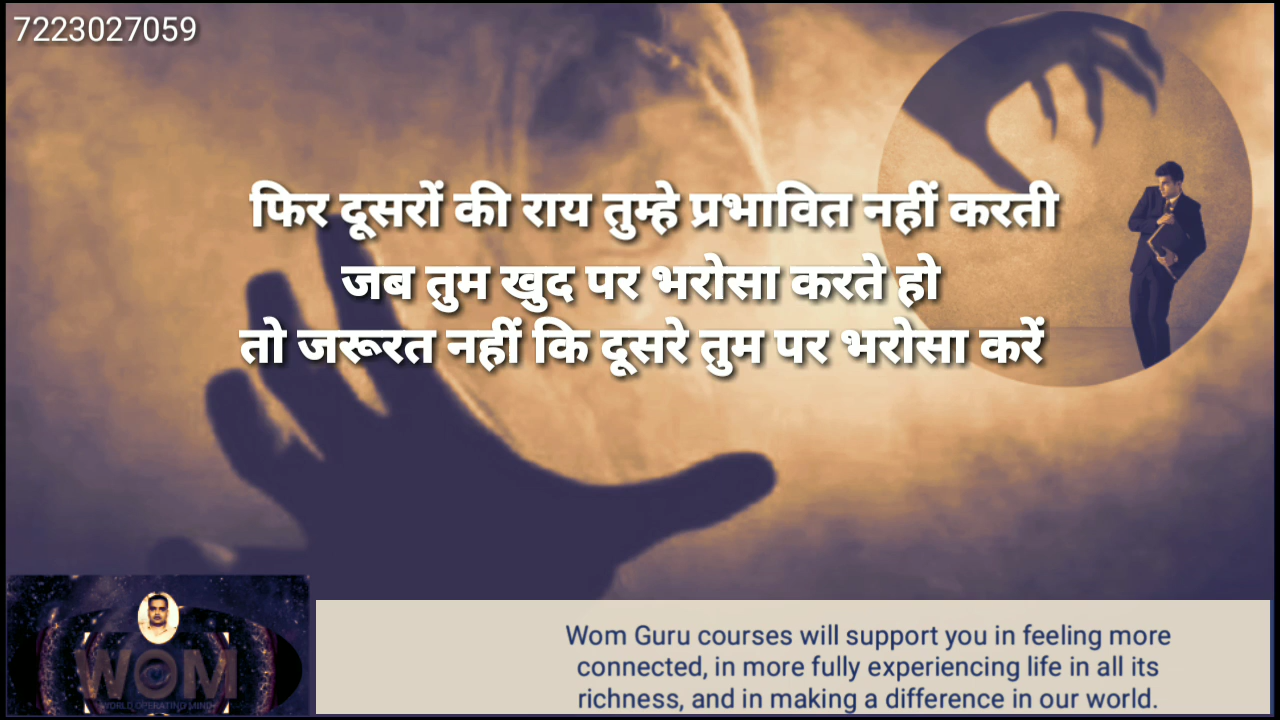 7223027059
फिर दूसरों की राय तुम्हे प्रभावित नहीं करती
जब तुम खुद पर भरोसा करते हो
तो जरूरत नहीं कि दूसरे तुम पर भरोसा करें
WOM
WORLD OPERATING MIND
Wom Guru courses will support you in feeling more
connected, in more fully experiencing life in all its
richness, and in making a difference in our world.